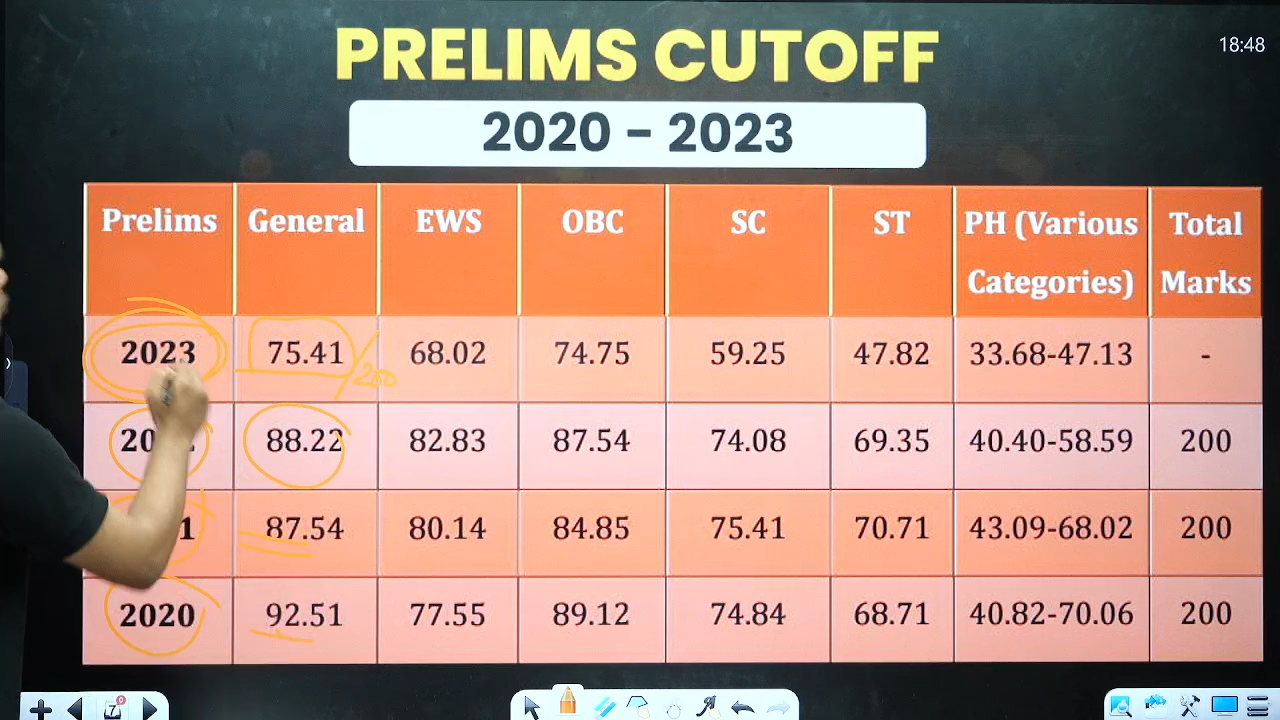 PRELIMS CUTOFF
18:48
2020 - 2023
Prelims General EWS OBC SC ST PH (Various Categories) Total Marks
2023 75.41 68.02 74.75 59.25 47.82 33.68-47.13 -
/200
88.22 82.83 87.54 74.08 69.35 40.40-58.59 200
87.54 80.14 84.85 75.41 70.71 43.09-68.02 200
2020 92.51 77.55 89.12 74.84 68.71 40.82-70.06 200